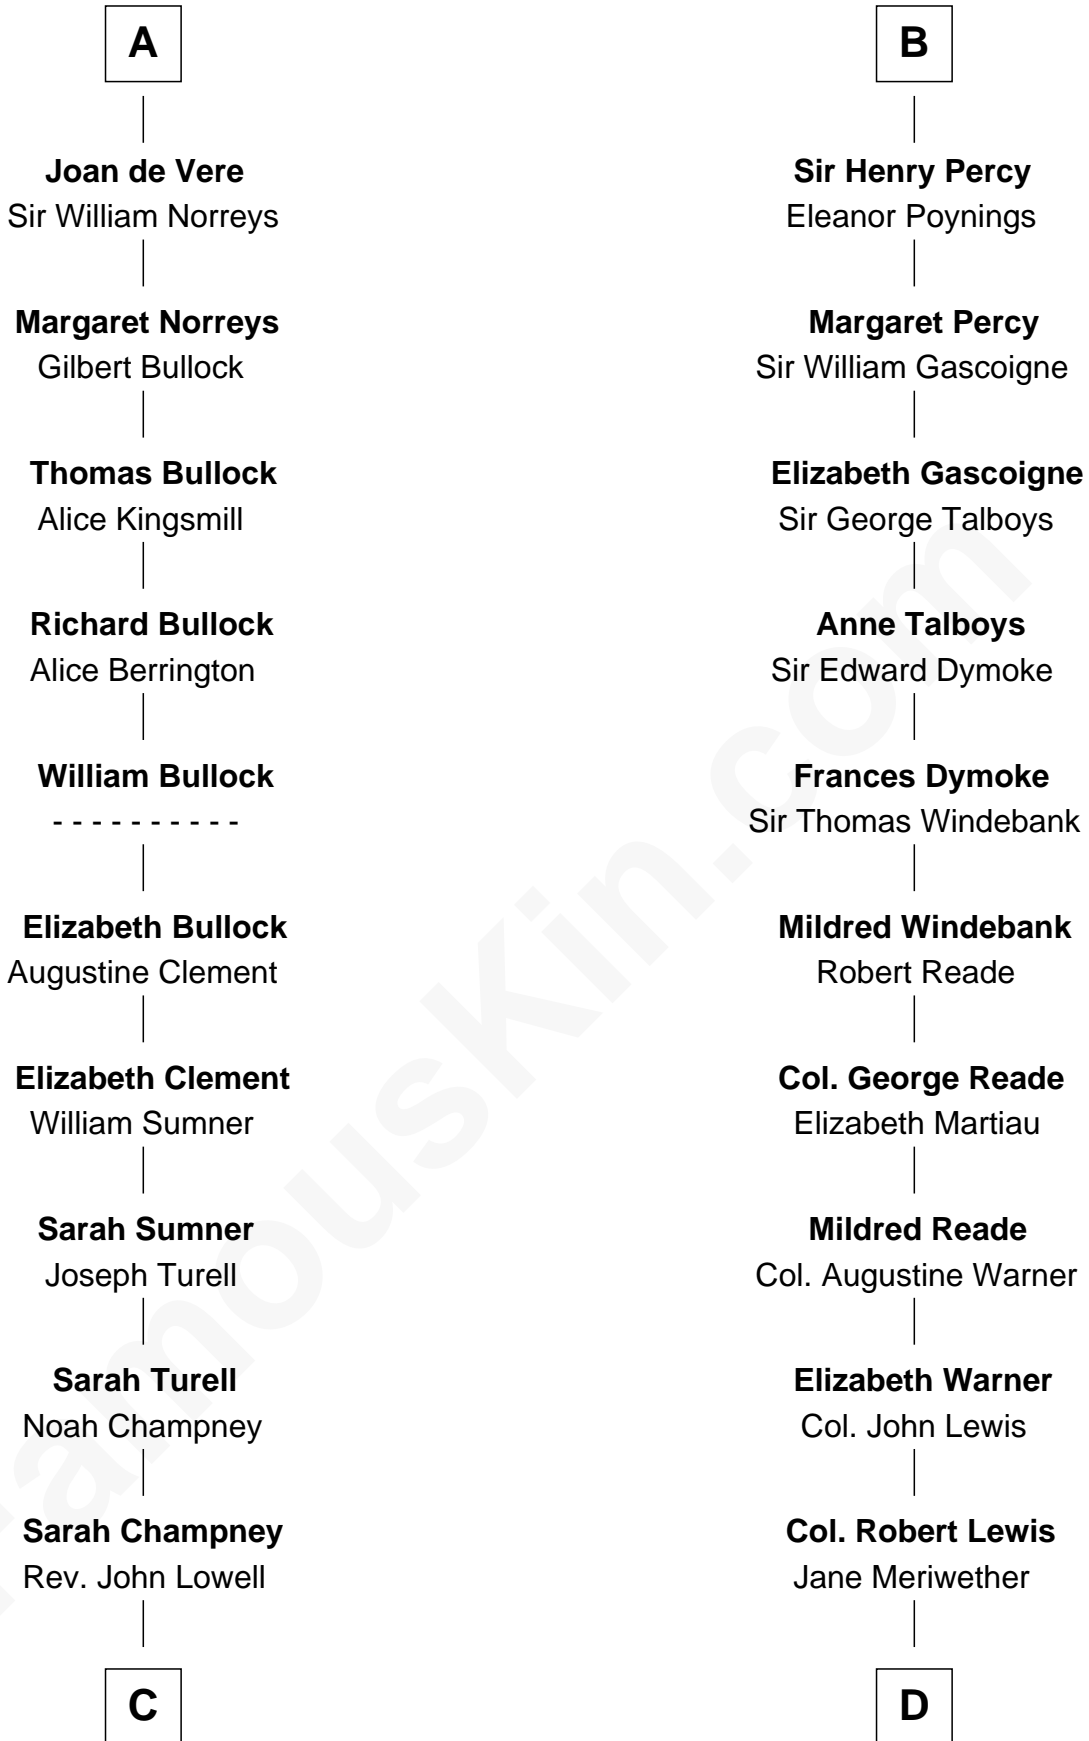 A
Joan de Vere
Sir William Norreys
Margaret Norreys
Gilbert Bullock
Thomas Bullock
Alice Kingsmill
Richard Bullock
Alice Berrington
William Bullock
- - - - - - - - - -
Elizabeth Bullock
Augustine Clement
Elizabeth Clement
William Sumner
Sarah Sumner
Joseph Turell
Sarah Turell
Noah Champney
Sarah Champney
Rev. John Lowell
C
B
Sir Henry Percy
Eleanor Poynings
Margaret Percy
Sir William Gascoigne
Elizabeth Gascoigne
Sir George Talboys
Anne Talboys
Sir Edward Dymoke
Frances Dymoke
Sir Thomas Windebank
Mildred Windebank
Robert Reade
Col. George Reade
Elizabeth Martiau
Mildred Reade
Col. Augustine Warner
Elizabeth Warner
Col. John Lewis
Col. Robert Lewis
Jane Meriwether
D
FamousKin.com